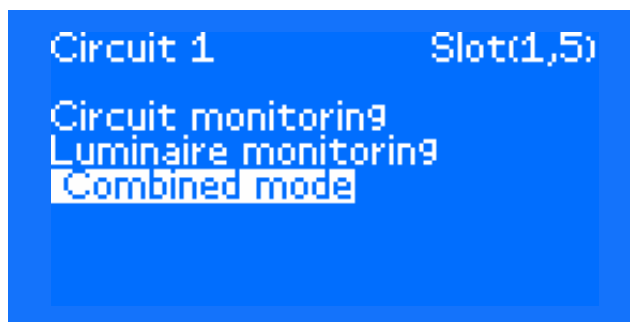 Circuit 1 Slot(1,5)
Circuit monitoring
Luminaire monitoring
Combined mode